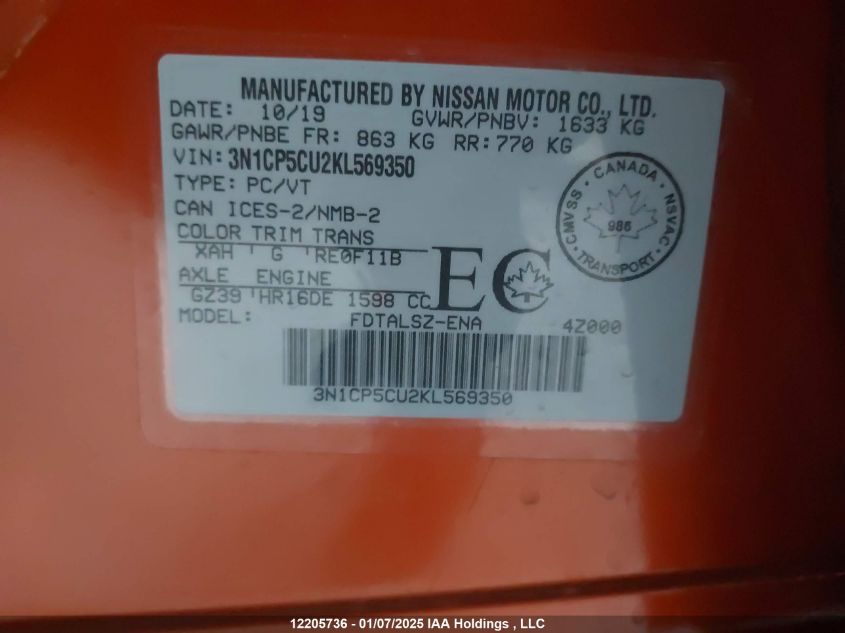 MANUFACTURED BY NISSAN MOTOR CO., LTD.
DATE: 10/19 GVWR/PNBV: 1633 KG
GAWR/PNBE FR: 863 KG RR: 770 KG
VIN: 3N1CP5CU2KL569350
TYPE: PC/VT
CAN ICES-2/NMB-2
COLOR TRIM TRANS
XAH ' G ' RE0F11B
AXLE ENGINE
GZ39 ' HR16DE 1598 CC
EC
MODEL: FDTALSZ-ENA 4Z000
3N1CP5CU2KL569350
CANADA
CMVSS · NSVAC
986
TRANSPORT
12205736 - 01/07/2025 IAA Holdings , LLC